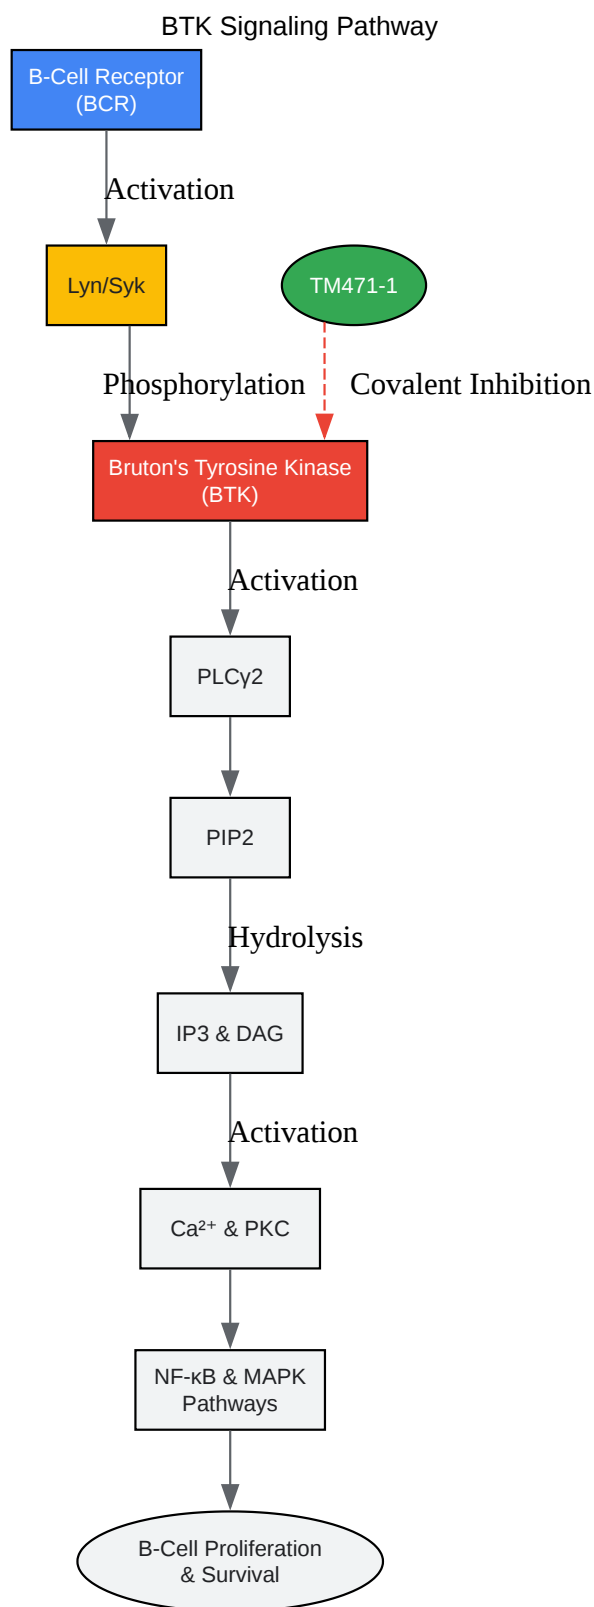 BTK Signaling Pathway
B-Cell Receptor
(BCR)
Activation
Lyn/Syk
TM471-1
Phosphorylation
Covalent Inhibition
Bruton's Tyrosine Kinase
(BTK)
Activation
PLCγ2
PIP2
Hydrolysis
IP3 & DAG
Activation
Ca²⁺ & PKC
NF-κB & MAPK
Pathways
B-Cell Proliferation
& Survival